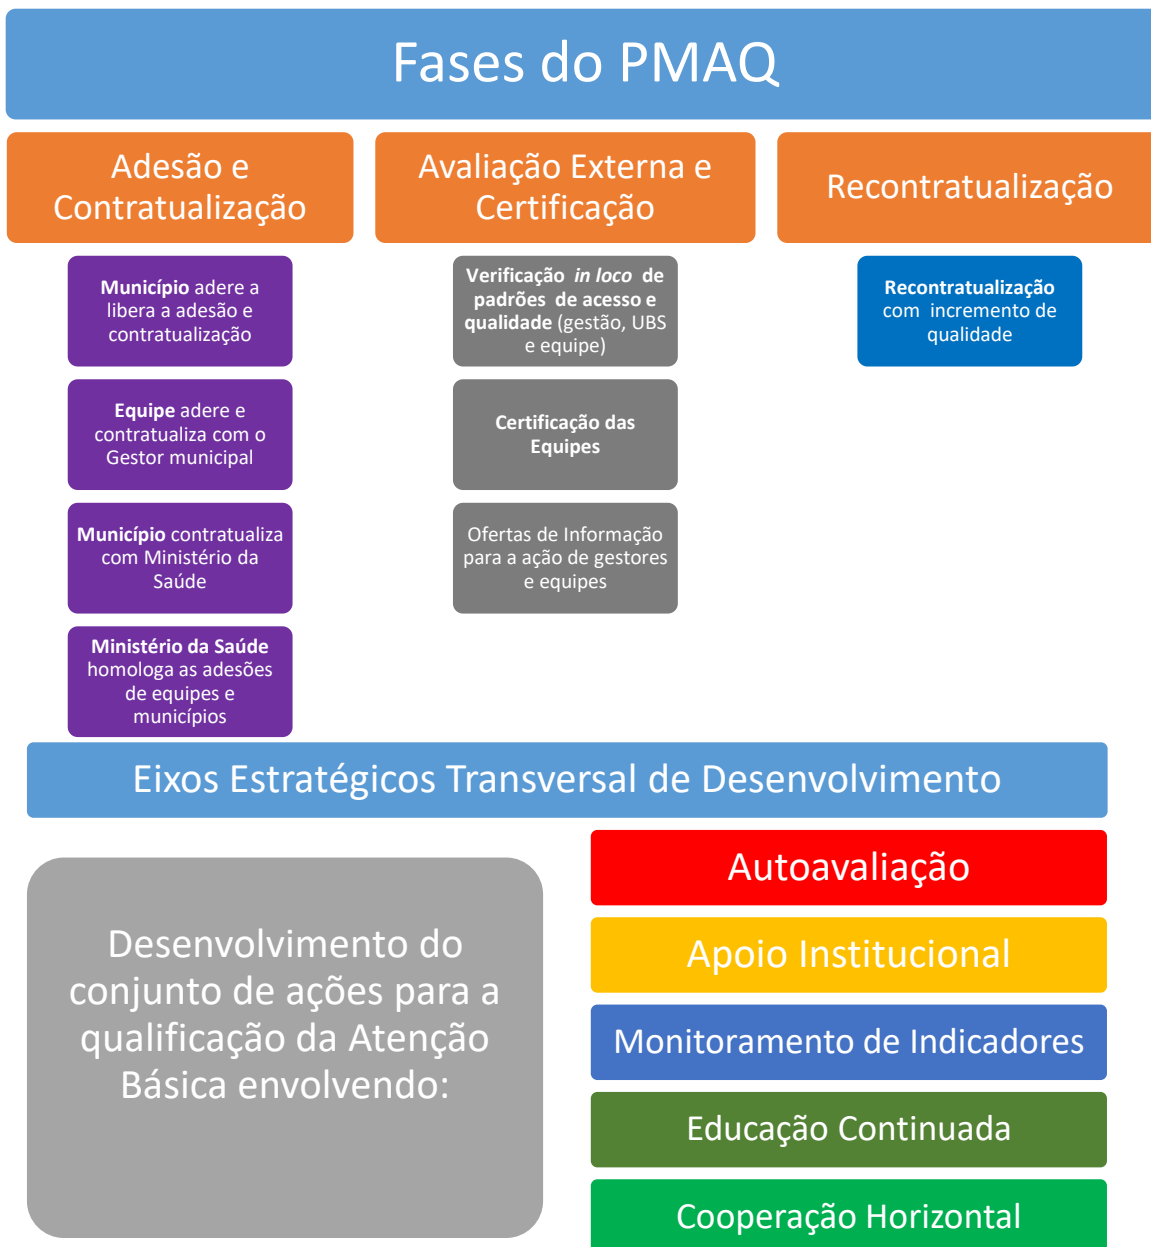 Fases do PMAQ
Adesão e
Contratualização
Município adere a
libera a adesão e
contratualização
Equipe adere e
contratualiza com o
Gestor municipal
Município contratualiza
com Ministério da
Saúde
Ministério da Saúde
homologa as adesões
de equipes e
municípios
Avaliação Externa e
Certificação
Verificação in loco de
padrões de acesso e
qualidade (gestão, UBS
e equipe)
Certificação das
Equipes
Ofertas de Informação
para a ação de gestores
e equipes
Recontratualização
Recontratualização
com incremento de
qualidade
Eixos Estratégicos Transversal de Desenvolvimento
Desenvolvimento do
conjunto de ações para a
qualificação da Atenção
Básica envolvendo:
Autoavaliação
Apoio Institucional
Monitoramento de Indicadores
Educação Continuada
Cooperação Horizontal